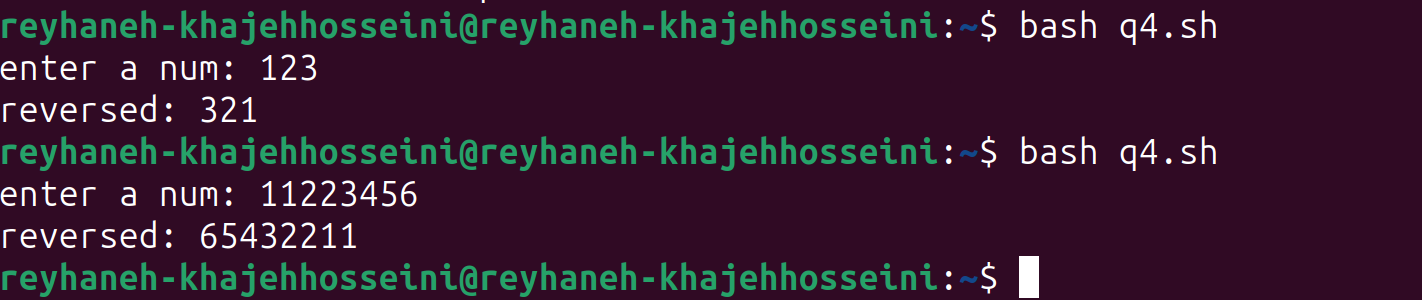 reyhaneh-khajehhosseini@reyhaneh-khajehhosseini:~$ bash q4.sh
enter a num: 123
reversed: 321
reyhaneh-khajehhosseini@reyhaneh-khajehhosseini:~$ bash q4.sh
enter a num: 11223456
reversed: 65432211
reyhaneh-khajehhosseini@reyhaneh-khajehhosseini:~$